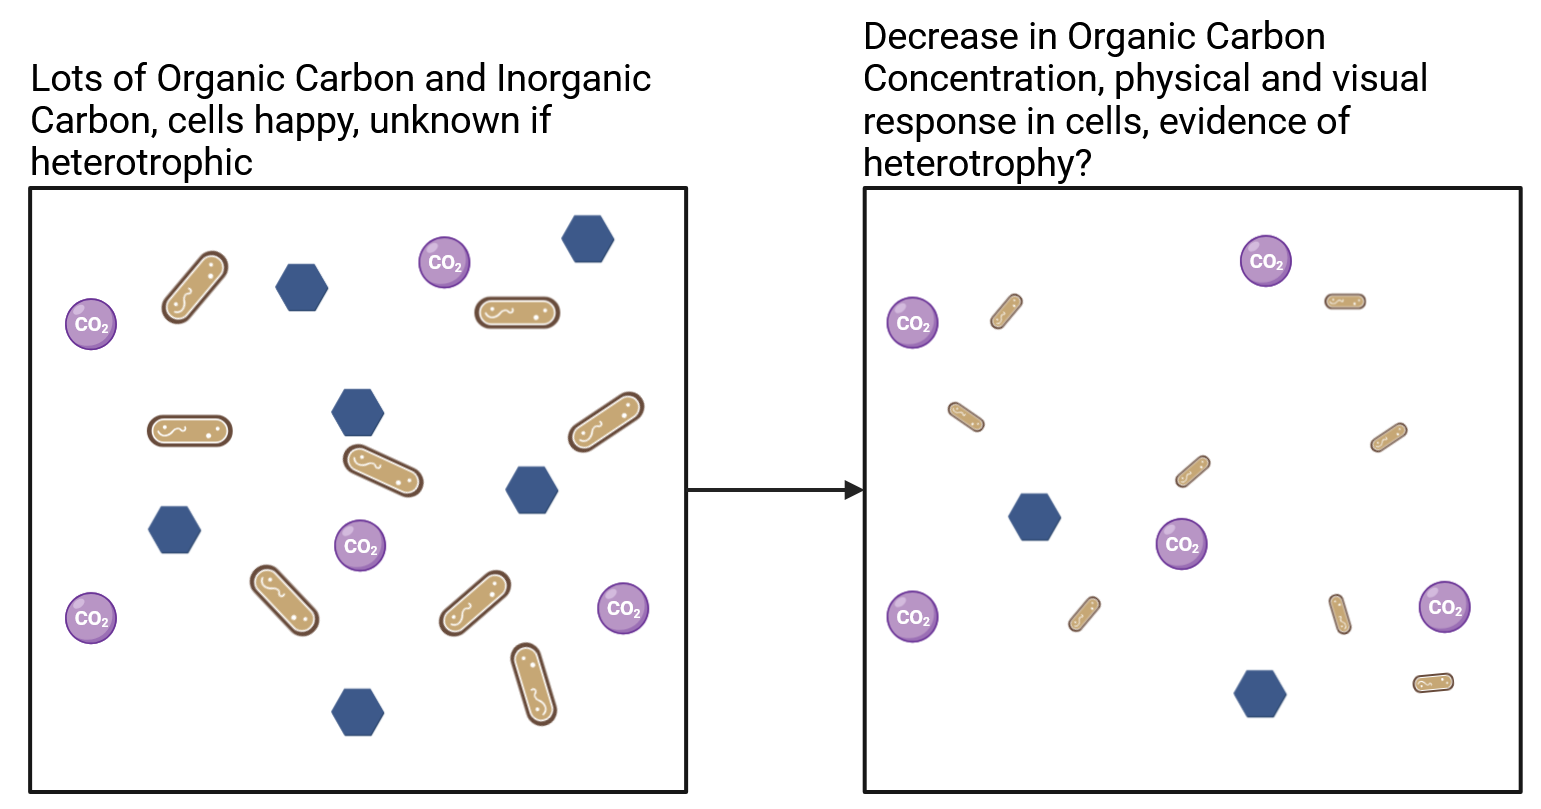 Lots of Organic Carbon and Inorganic
Carbon, cells happy, unknown if
heterotrophic
Decrease in Organic Carbon
Concentration, physical and visual
response in cells, evidence of
heterotrophy?
CO₂
CO₂
CO₂
CO₂
CO₂
CO₂
CO₂
CO₂
CO₂
CO₂